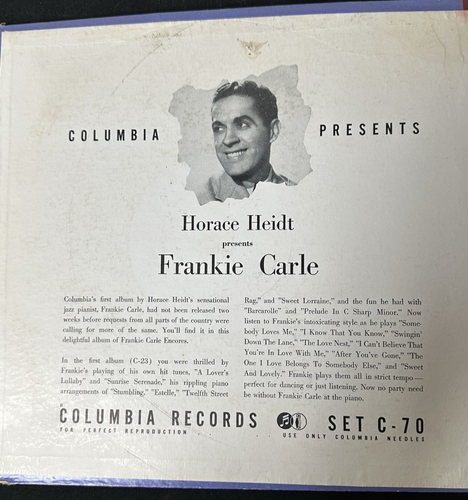 COLUMBIA PRESENTS
Horace Heidt
presents
Frankie Carle
Columbia's first album by Horace Heidt's sensational
jazz pianist, Frankie Carle, had not been released two
weeks before requests from all parts of the country were
calling for more of the same. You'll find it in this
delightful album of Frankie Carle Encores.
In the first album (C-23) you were thrilled by
Frankie's playing of his own hit tunes, "A Lover's
Lullaby" and "Sunrise Serenade," his rippling piano
arrangements of "Stumbling," "Estelle," "Twelfth Street
Rag," and "Sweet Lorraine," and the fun he had with
"Barcarolle" and "Prelude In C Sharp Minor." Now
listen to Frankie's intoxicating style as he plays "Some-
body Loves Me," "I Know That You Know," "Swingin'
Down The Lane," "The Love Nest," "I Can't Believe That
You're In Love With Me," "After You've Gone," "The
One I Love Belongs To Somebody Else," and "Sweet
And Lovely." Frankie plays them all in strict tempo—
perfect for dancing or just listening. Now no party need
be without Frankie Carle at the piano.
COLUMBIA RECORDS SET C-70
FOR PERFECT REPRODUCTION USE ONLY COLUMBIA NEEDLES